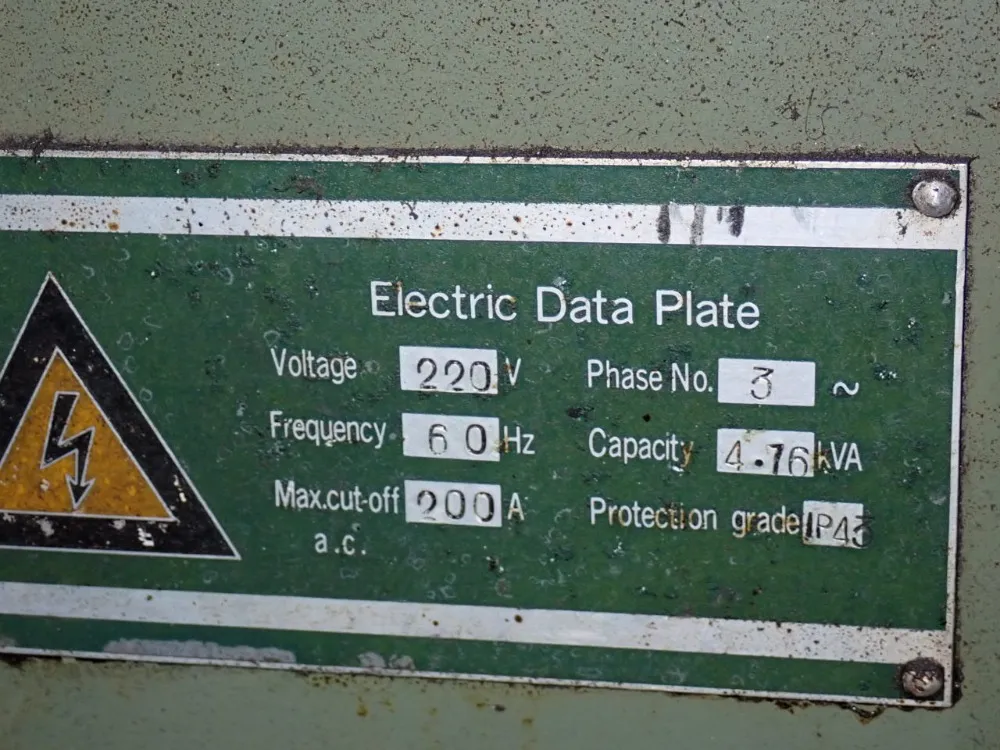 Electric Data Plate
Voltage 220 V Phase No. 3 ~
Frequency 60 Hz Capacity 4.76 kVA
Max.cut-off 200 A Protection grade IP43
a.c.